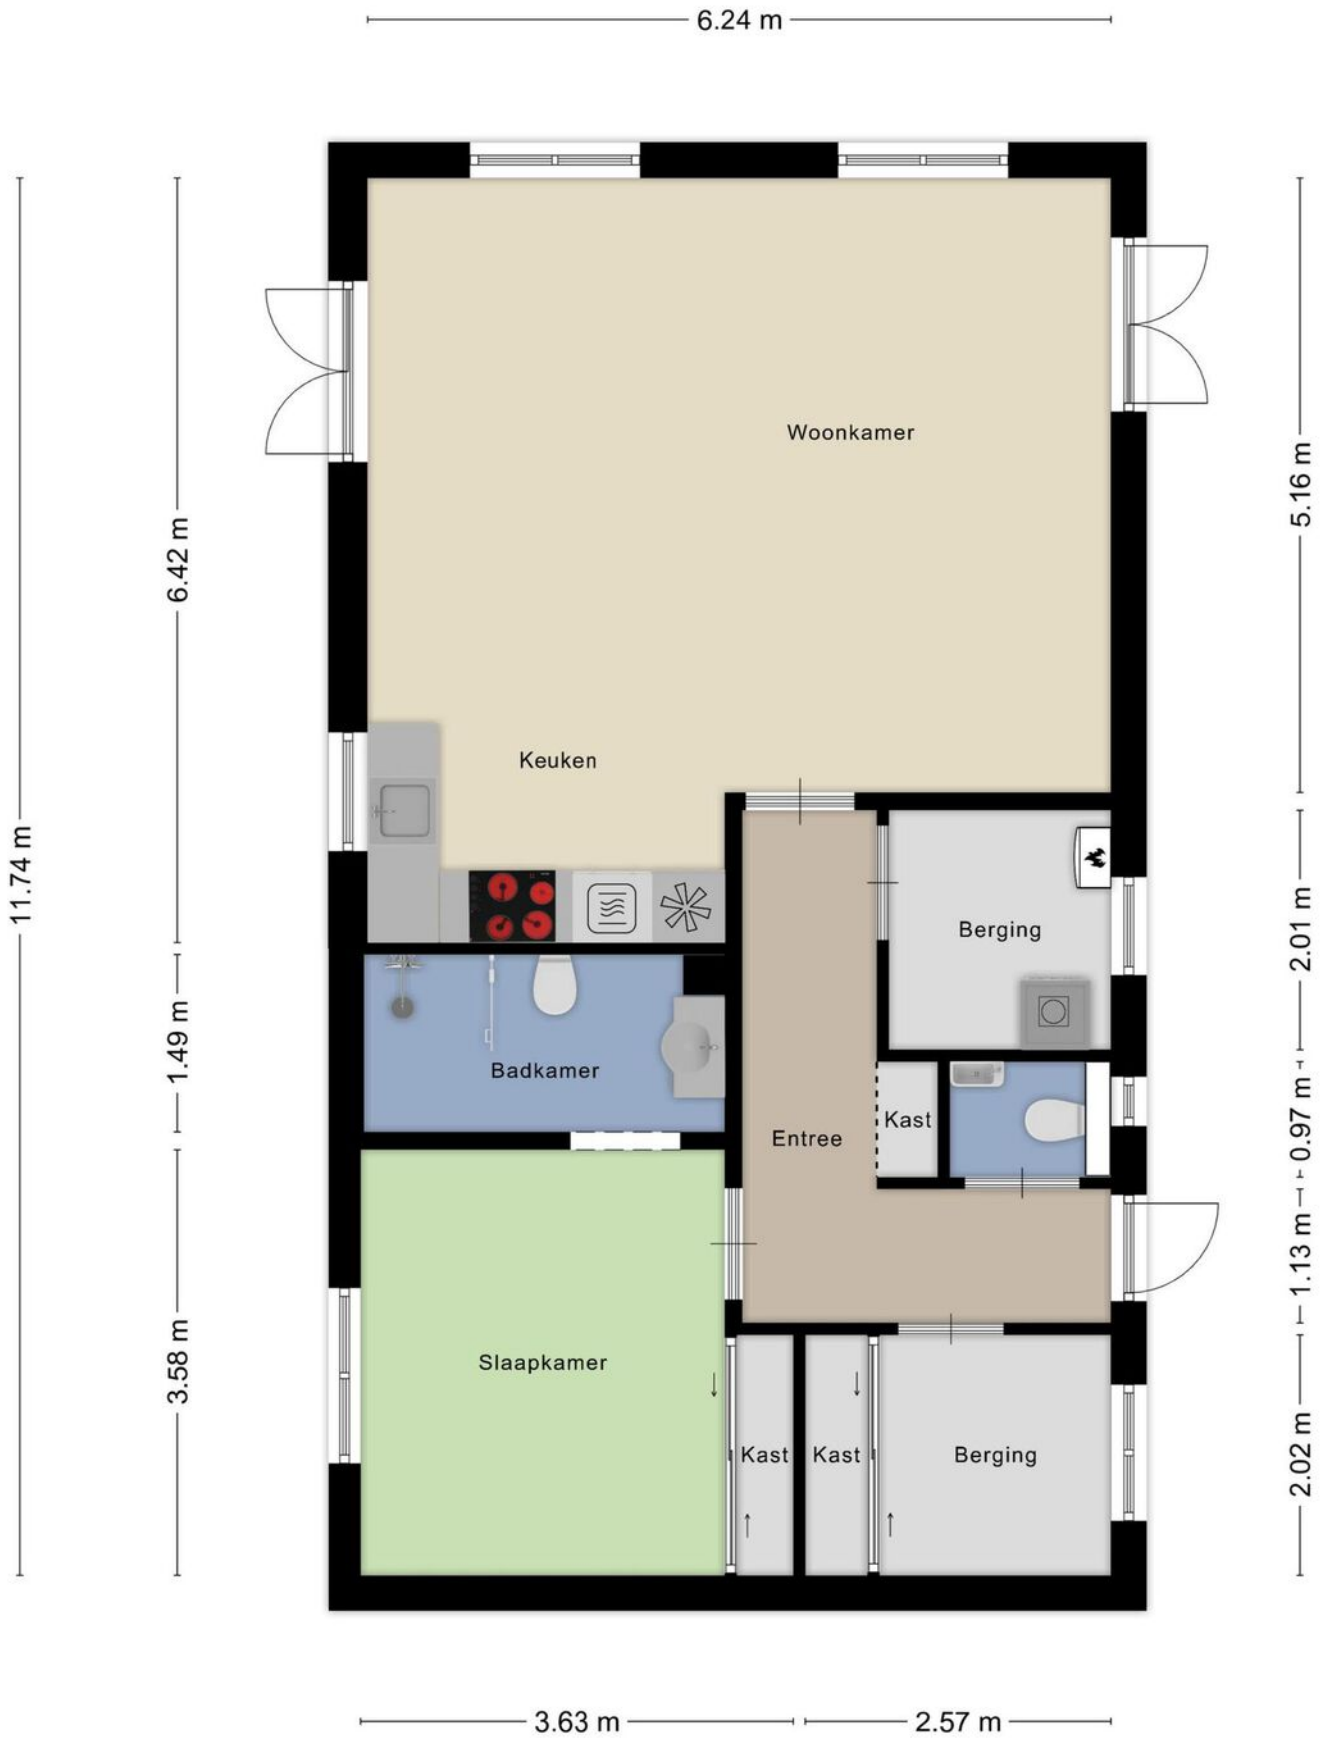 6.24 m
Woonkamer
5.16 m
6.42 m
Keuken
11.74 m
Berging
2.01 m
1.49 m
Badkamer
Kast
0.97 m
Entree
1.13 m
3.58 m
Slaapkamer
Kast
Kast
Berging
2.02 m
3.63 m
2.57 m